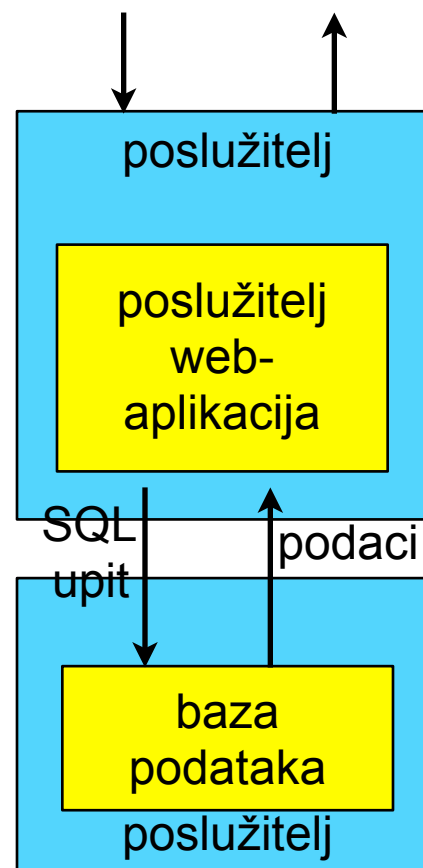 poslužitelj
poslužitelj
web-
aplikacija
SQL
upit
podaci
baza
podataka
poslužitelj